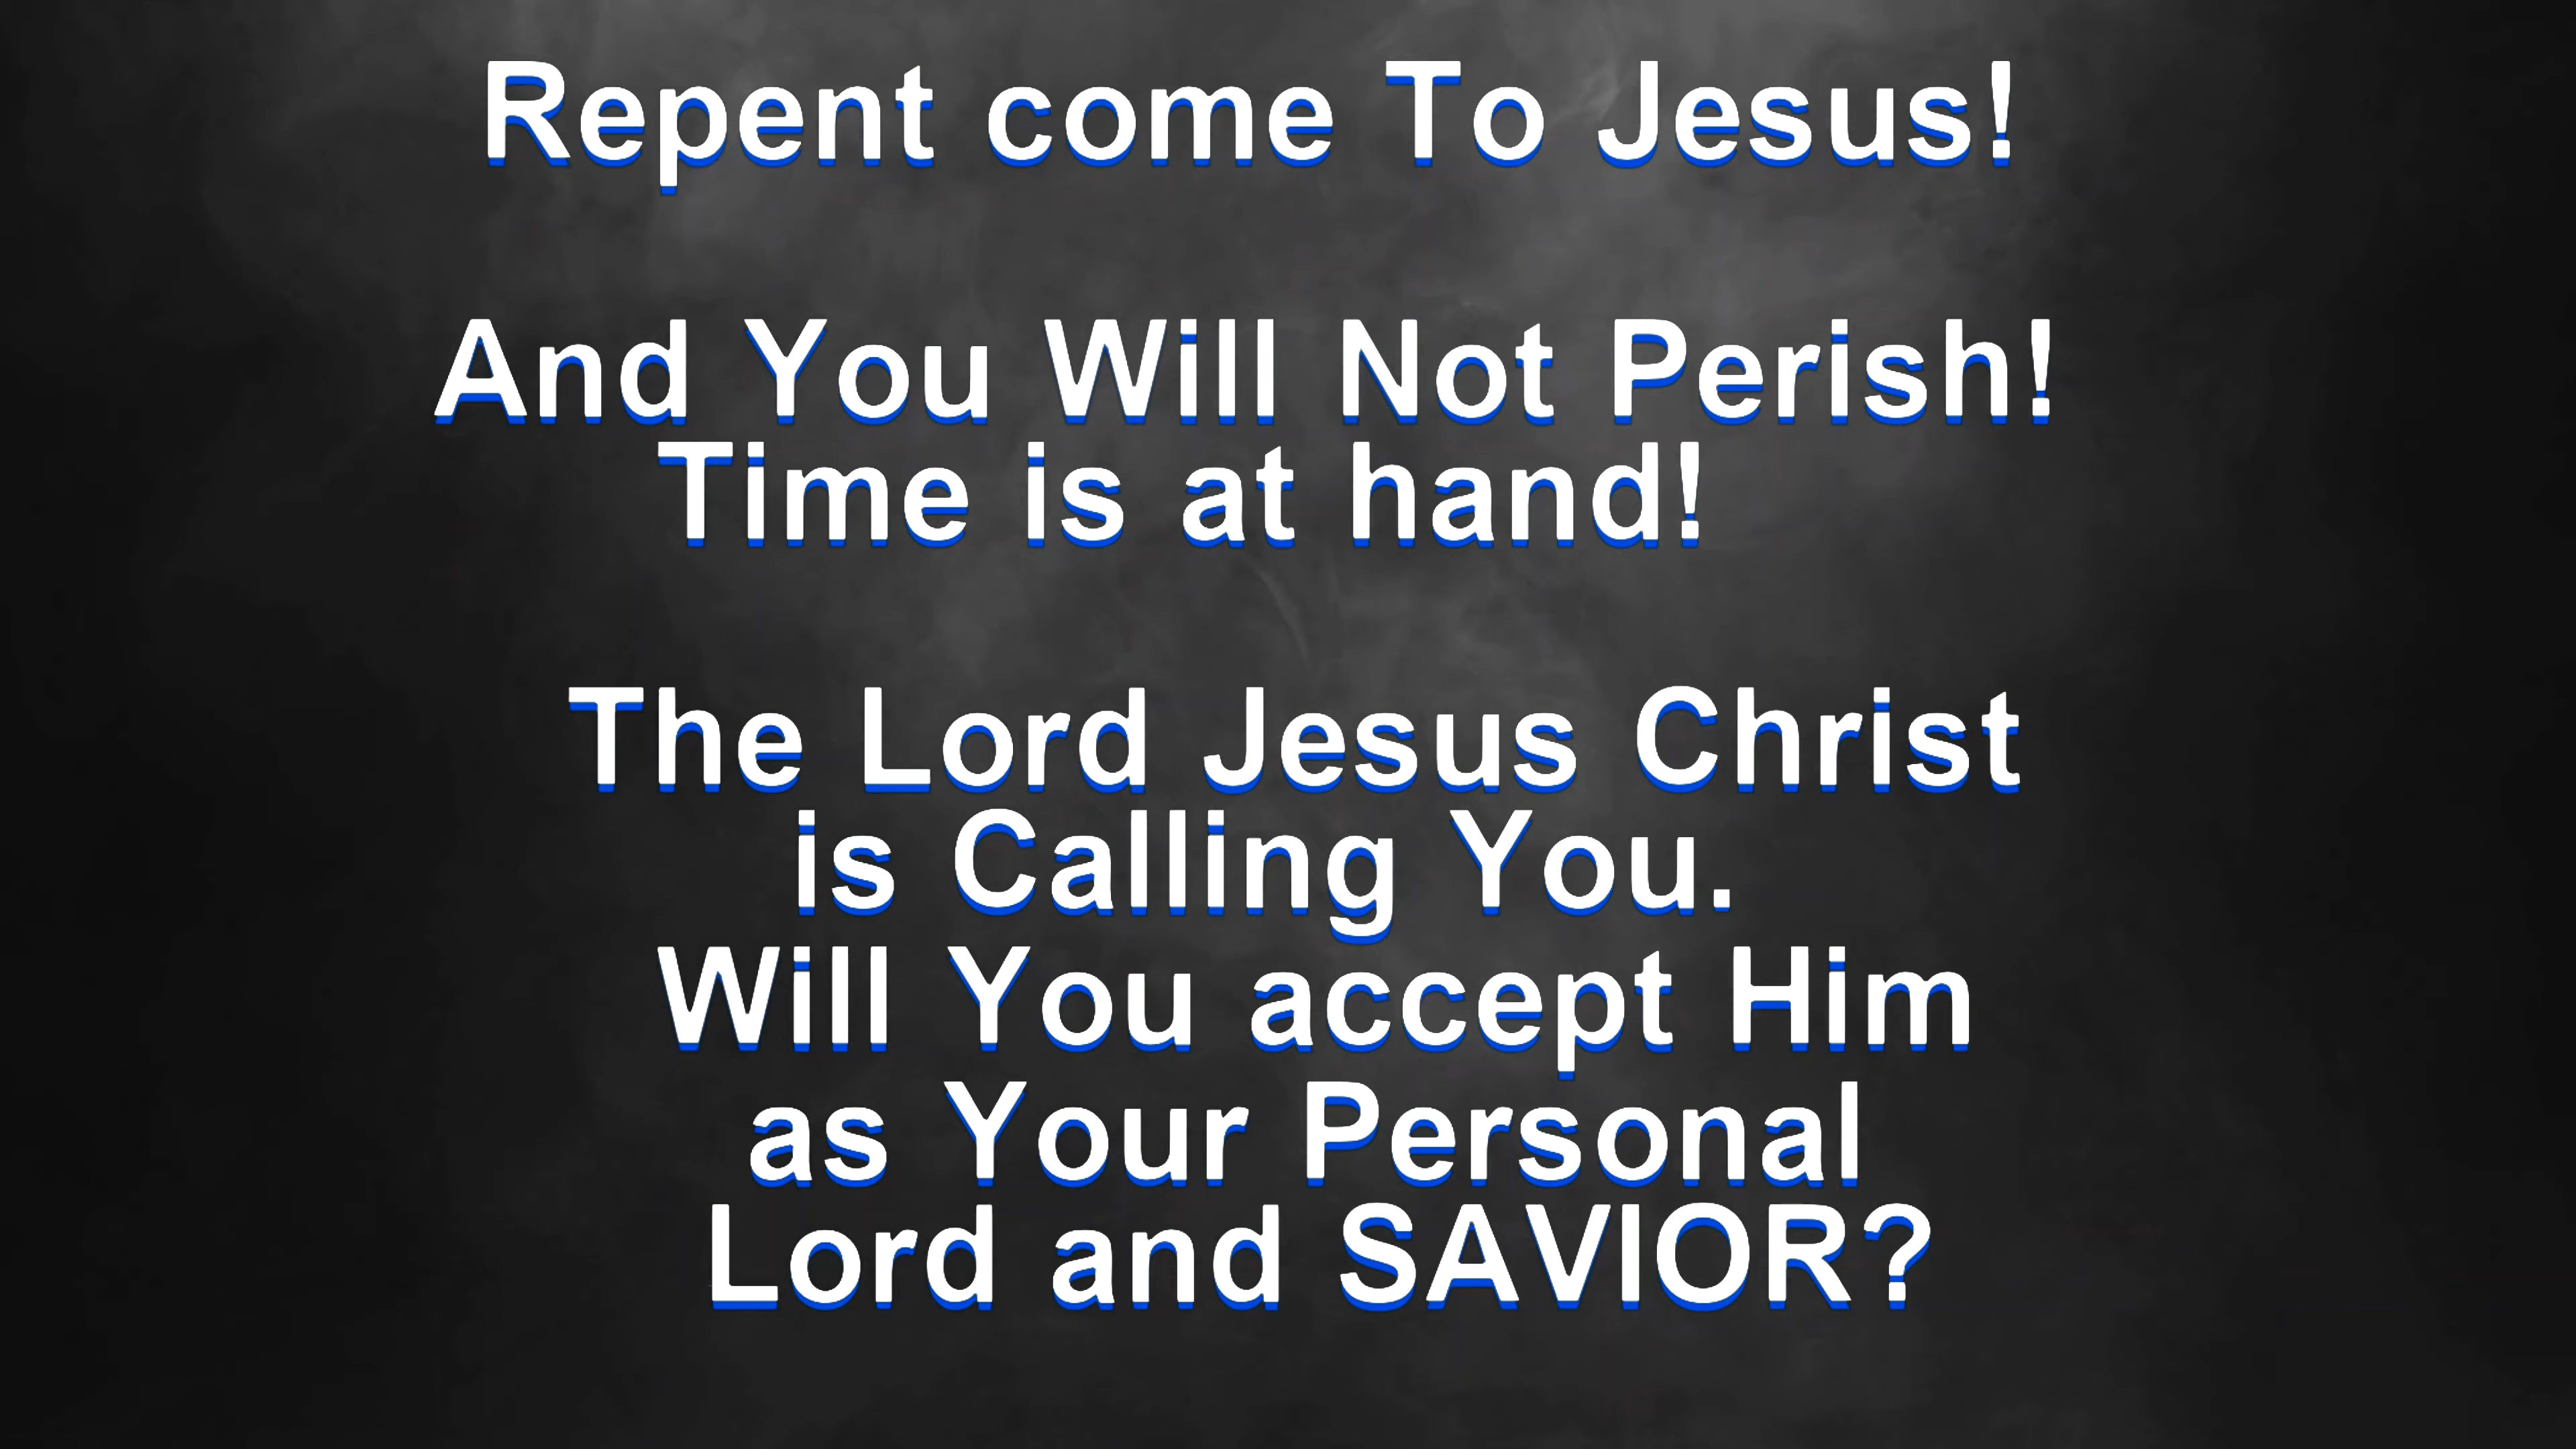 Repent come To Jesus!
And You Will Not Perish!
Time is at hand!
The Lord Jesus Christ
is Calling You.
Will You accept Him
as Your Personal
Lord and SAVIOR?